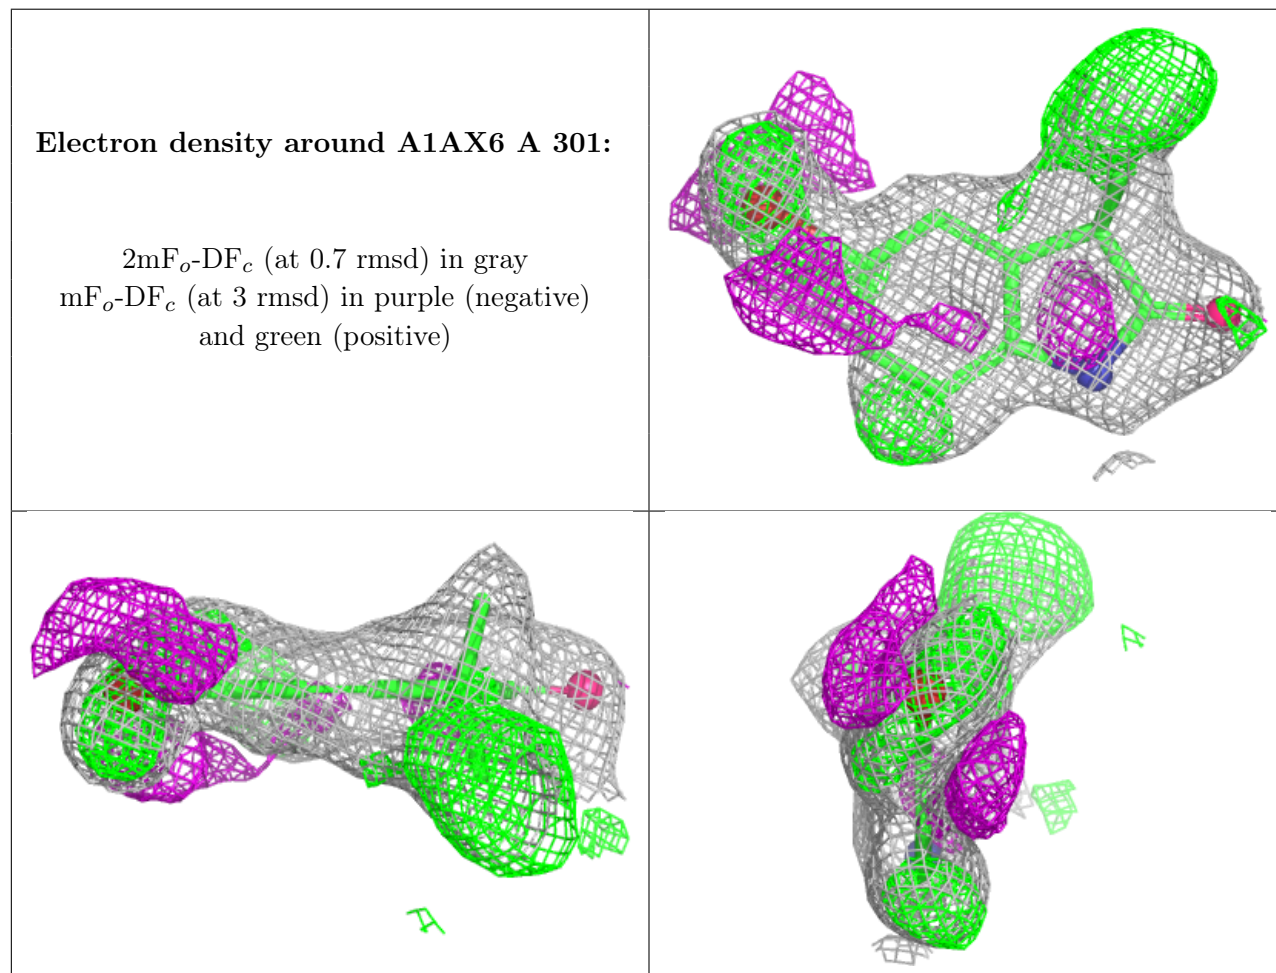 Electron density around A1AX6 A 301:
2mFo-DFc (at 0.7 rmsd) in gray
mFo-DFc (at 3 rmsd) in purple (negative)
and green (positive)